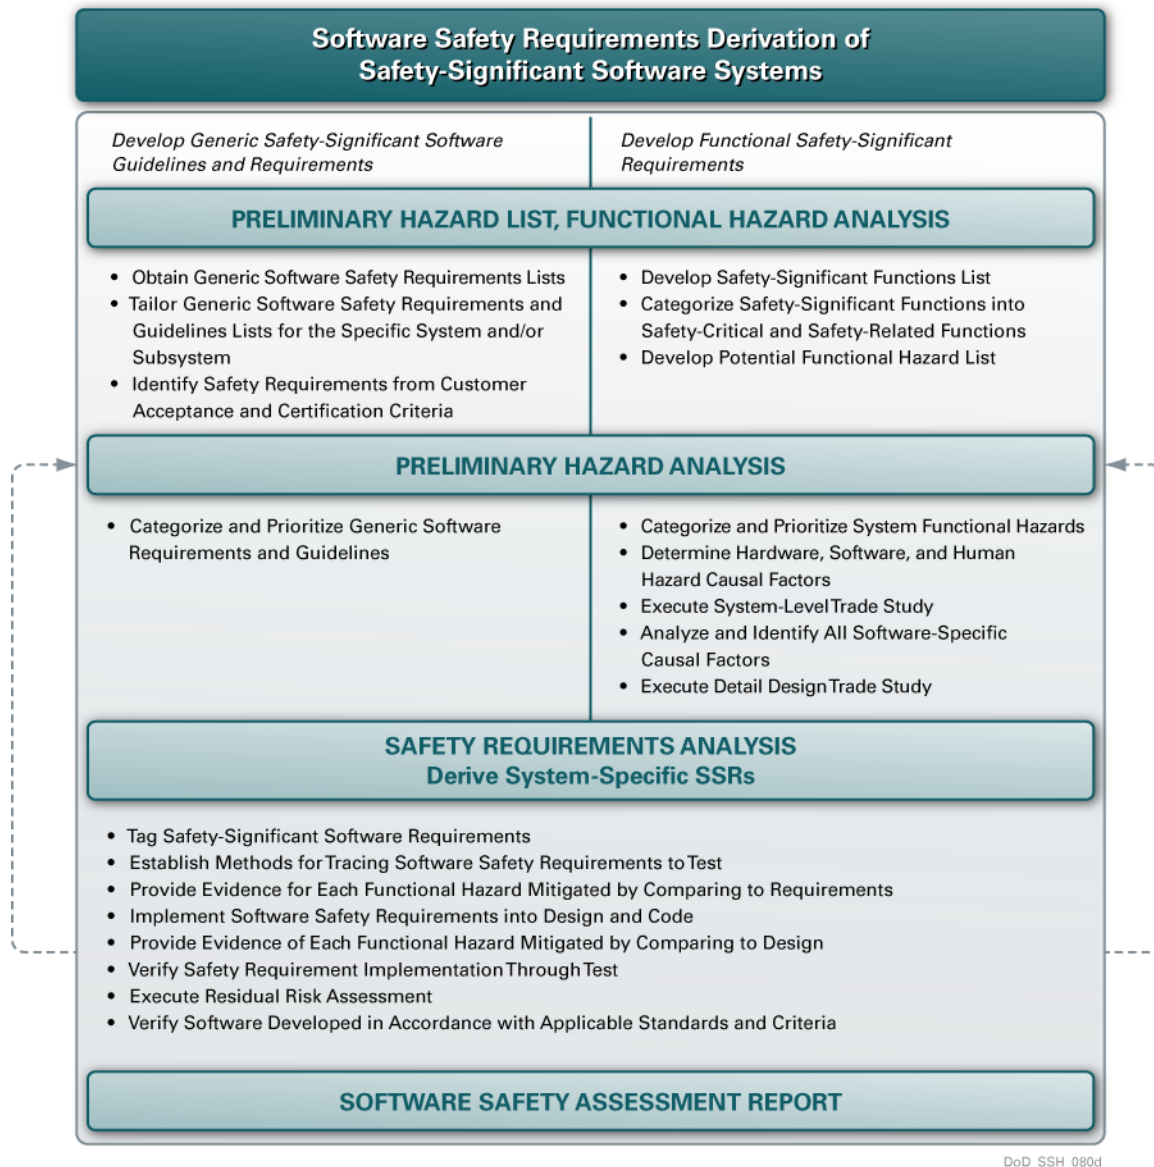 Software Safety Requirements Derivation of
Safety-Significant Software Systems
Develop Generic Safety-Significant Software
Guidelines and Requirements
Develop Functional Safety-Significant
Requirements
PRELIMINARY HAZARD LIST, FUNCTIONAL HAZARD ANALYSIS
• Obtain Generic Software Safety Requirements Lists
• Tailor Generic Software Safety Requirements and
Guidelines Lists for the Specific System and/or
Subsystem
• Identify Safety Requirements from Customer
Acceptance and Certification Criteria
• Develop Safety-Significant Functions List
• Categorize Safety-Significant Functions into
Safety-Critical and Safety-Related Functions
• Develop Potential Functional Hazard List
PRELIMINARY HAZARD ANALYSIS
• Categorize and Prioritize Generic Software
Requirements and Guidelines
• Categorize and Prioritize System Functional Hazards
• Determine Hardware, Software, and Human
Hazard Causal Factors
• Execute System-Level Trade Study
• Analyze and Identify All Software-Specific
Causal Factors
• Execute Detail Design Trade Study
SAFETY REQUIREMENTS ANALYSIS
Derive System-Specific SSRs
• Tag Safety-Significant Software Requirements
• Establish Methods for Tracing Software Safety Requirements to Test
• Provide Evidence for Each Functional Hazard Mitigated by Comparing to Requirements
• Implement Software Safety Requirements into Design and Code
• Provide Evidence of Each Functional Hazard Mitigated by Comparing to Design
• Verify Safety Requirement Implementation Through Test
• Execute Residual Risk Assessment
• Verify Software Developed in Accordance with Applicable Standards and Criteria
SOFTWARE SAFETY ASSESSMENT REPORT
DoD_SSH_080d